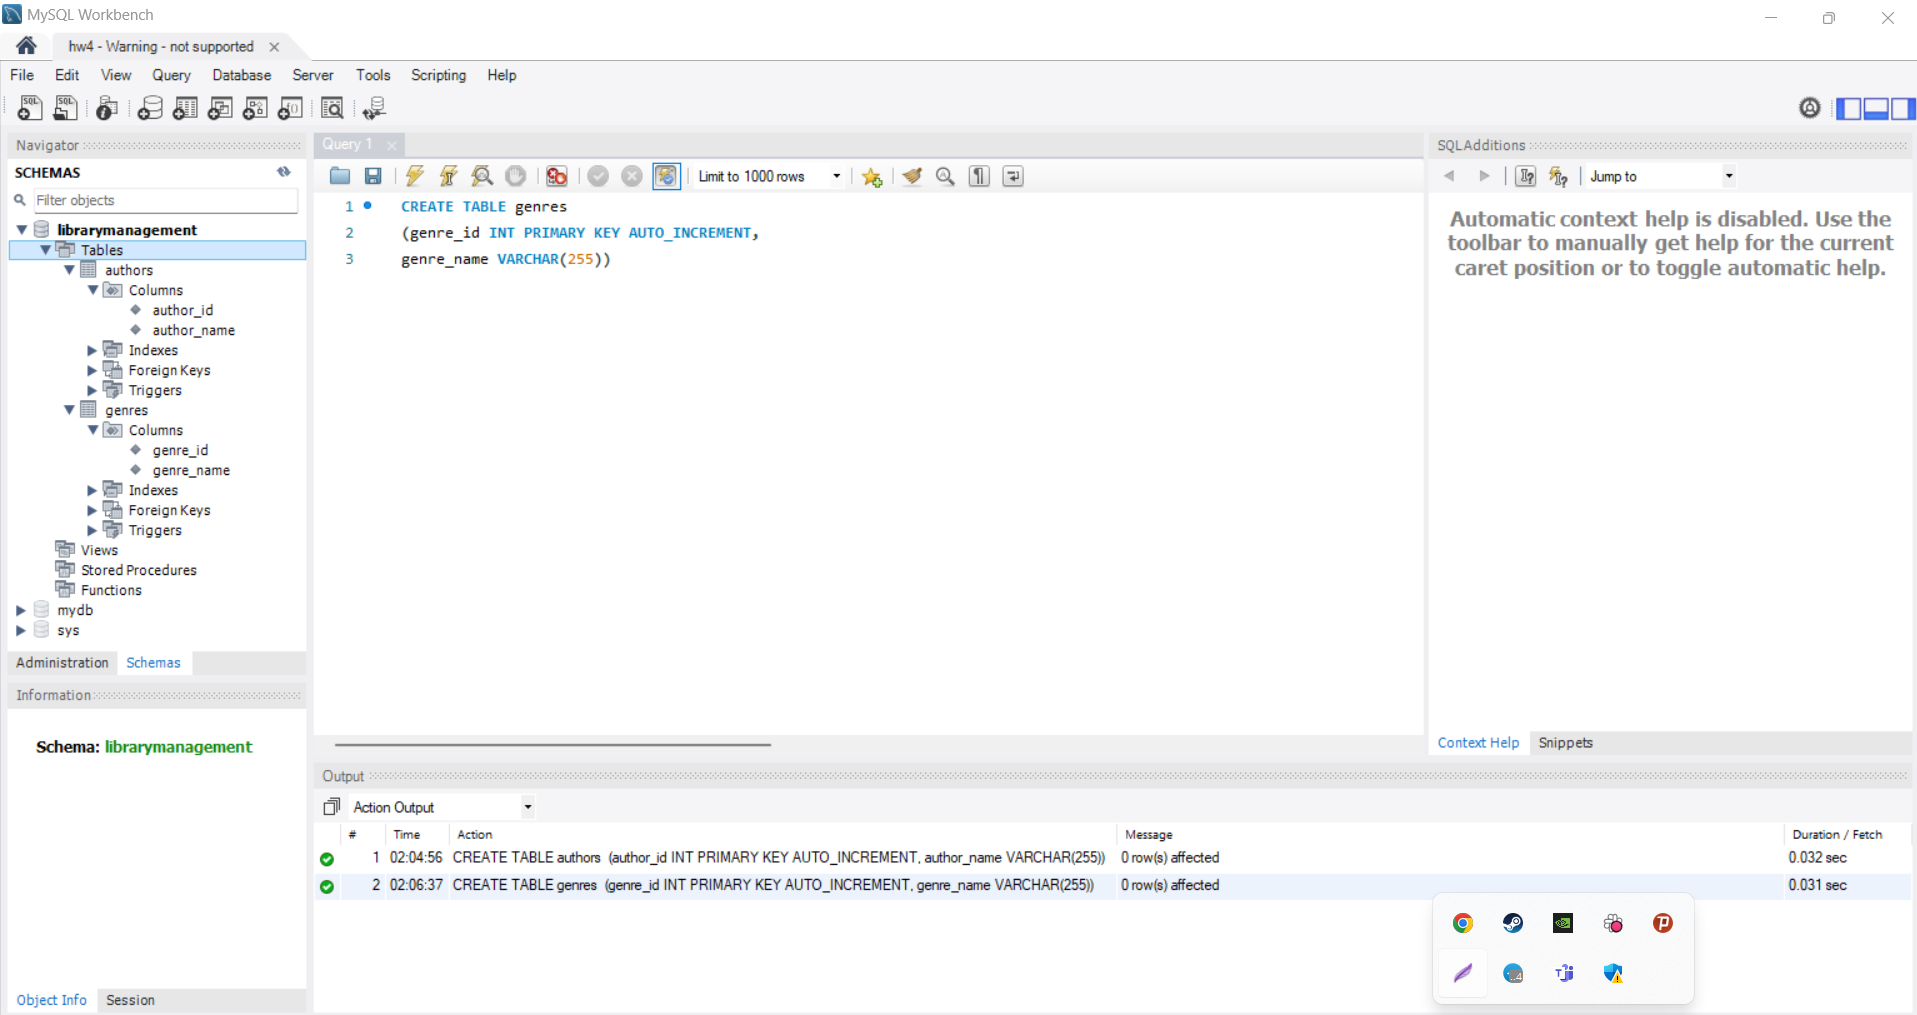 MySQL Workbench
hw4 - Warning - not supported
File Edit View Query Database Server Tools Scripting Help
Navigator
SCHEMAS
Filter objects
librarymanagement
Tables
authors
Columns
author_id
author_name
Indexes
Foreign Keys
Triggers
genres
Columns
genre_id
genre_name
Indexes
Foreign Keys
Triggers
Views
Stored Procedures
Functions
mydb
sys
Administration Schemas
Information
Schema: librarymanagement
Object Info Session
Query 1
Limit to 1000 rows
1 CREATE TABLE genres
2 (genre_id INT PRIMARY KEY AUTO_INCREMENT,
3 genre_name VARCHAR(255))
SQLAdditions
Jump to
Automatic context help is disabled. Use the
toolbar to manually get help for the current
caret position or to toggle automatic help.
Context Help Snippets
Output
Action Output
# Time Action Message Duration / Fetch
1 02:04:56 CREATE TABLE authors (author_id INT PRIMARY KEY AUTO_INCREMENT, author_name VARCHAR(255)) 0 row(s) affected 0.032 sec
2 02:06:37 CREATE TABLE genres (genre_id INT PRIMARY KEY AUTO_INCREMENT, genre_name VARCHAR(255)) 0 row(s) affected 0.031 sec